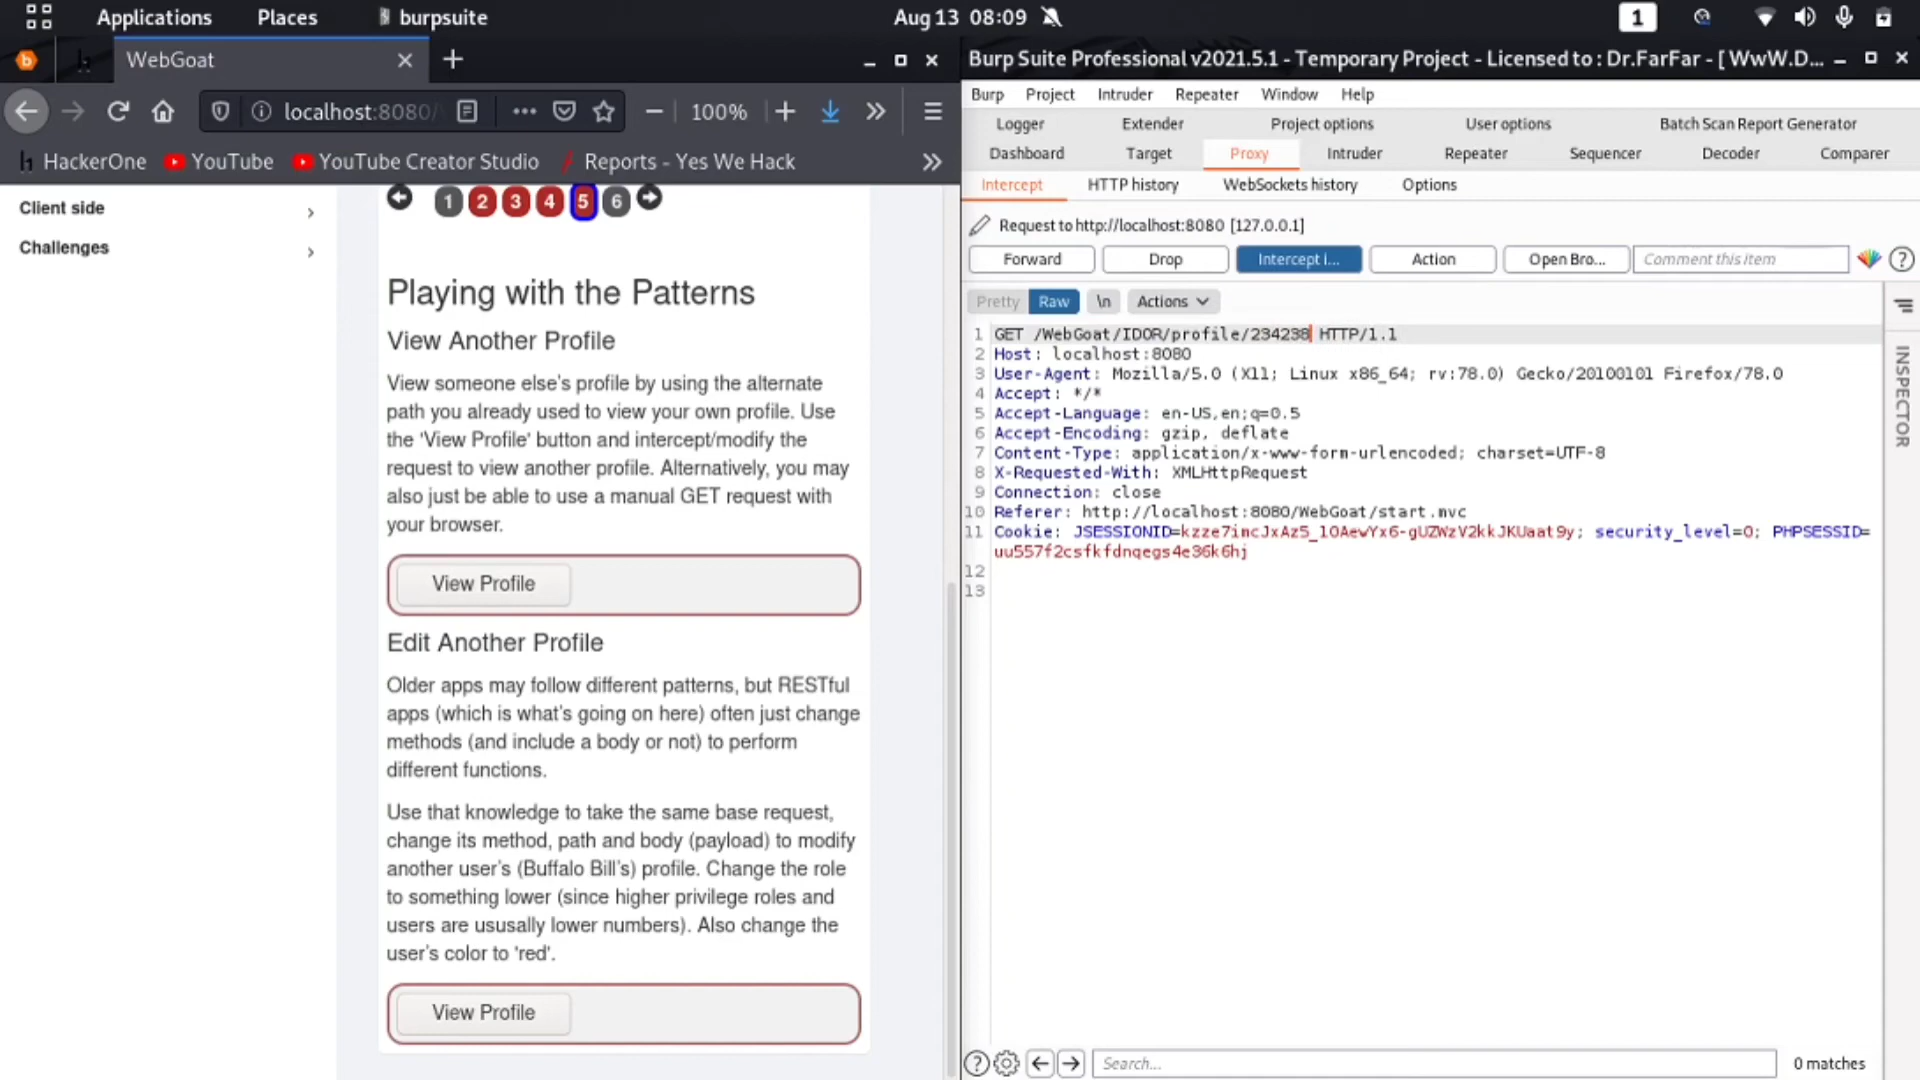 Applications Places burpsuite Aug 13 08:09 1
WebGoat
localhost:8080/ 100%
HackerOne YouTube YouTube Creator Studio Reports - Yes We Hack
Client side
Challenges
1 2 3 4 5 6
Playing with the Patterns
View Another Profile
View someone else's profile by using the alternate
path you already used to view your own profile. Use
the 'View Profile' button and intercept/modify the
request to view another profile. Alternatively, you may
also just be able to use a manual GET request with
your browser.
View Profile
Edit Another Profile
Older apps may follow different patterns, but RESTful
apps (which is what's going on here) often just change
methods (and include a body or not) to perform
different functions.
Use that knowledge to take the same base request,
change its method, path and body (payload) to modify
another user's (Buffalo Bill's) profile. Change the role
to something lower (since higher privilege roles and
users are ususally lower numbers). Also change the
user's color to 'red'.
View Profile
Burp Suite Professional v2021.5.1 - Temporary Project - Licensed to : Dr.FarFar - [ WwW.D...
Burp Project Intruder Repeater Window Help
Logger Extender Project options User options Batch Scan Report Generator
Dashboard Target Proxy Intruder Repeater Sequencer Decoder Comparer
Intercept HTTP history WebSockets history Options
Request to http://localhost:8080 [127.0.0.1]
Forward Drop Intercept i... Action Open Bro... Comment this item
Pretty Raw \n Actions
INSPECTOR
1 GET /WebGoat/IDOR/profile/234238 HTTP/1.1
2 Host: localhost:8080
3 User-Agent: Mozilla/5.0 (X11; Linux x86_64; rv:78.0) Gecko/20100101 Firefox/78.0
4 Accept: */*
5 Accept-Language: en-US,en;q=0.5
6 Accept-Encoding: gzip, deflate
7 Content-Type: application/x-www-form-urlencoded; charset=UTF-8
8 X-Requested-With: XMLHttpRequest
9 Connection: close
10 Referer: http://localhost:8080/WebGoat/start.mvc
11 Cookie: JSESSIONID=kzze7imcJxAz5_1OAewYx6-gUZWzV2kkJKUaat9y; security_level=0; PHPSESSID=
uu557f2csfkfdnqegs4e36k6hj
12
13
Search... 0 matches